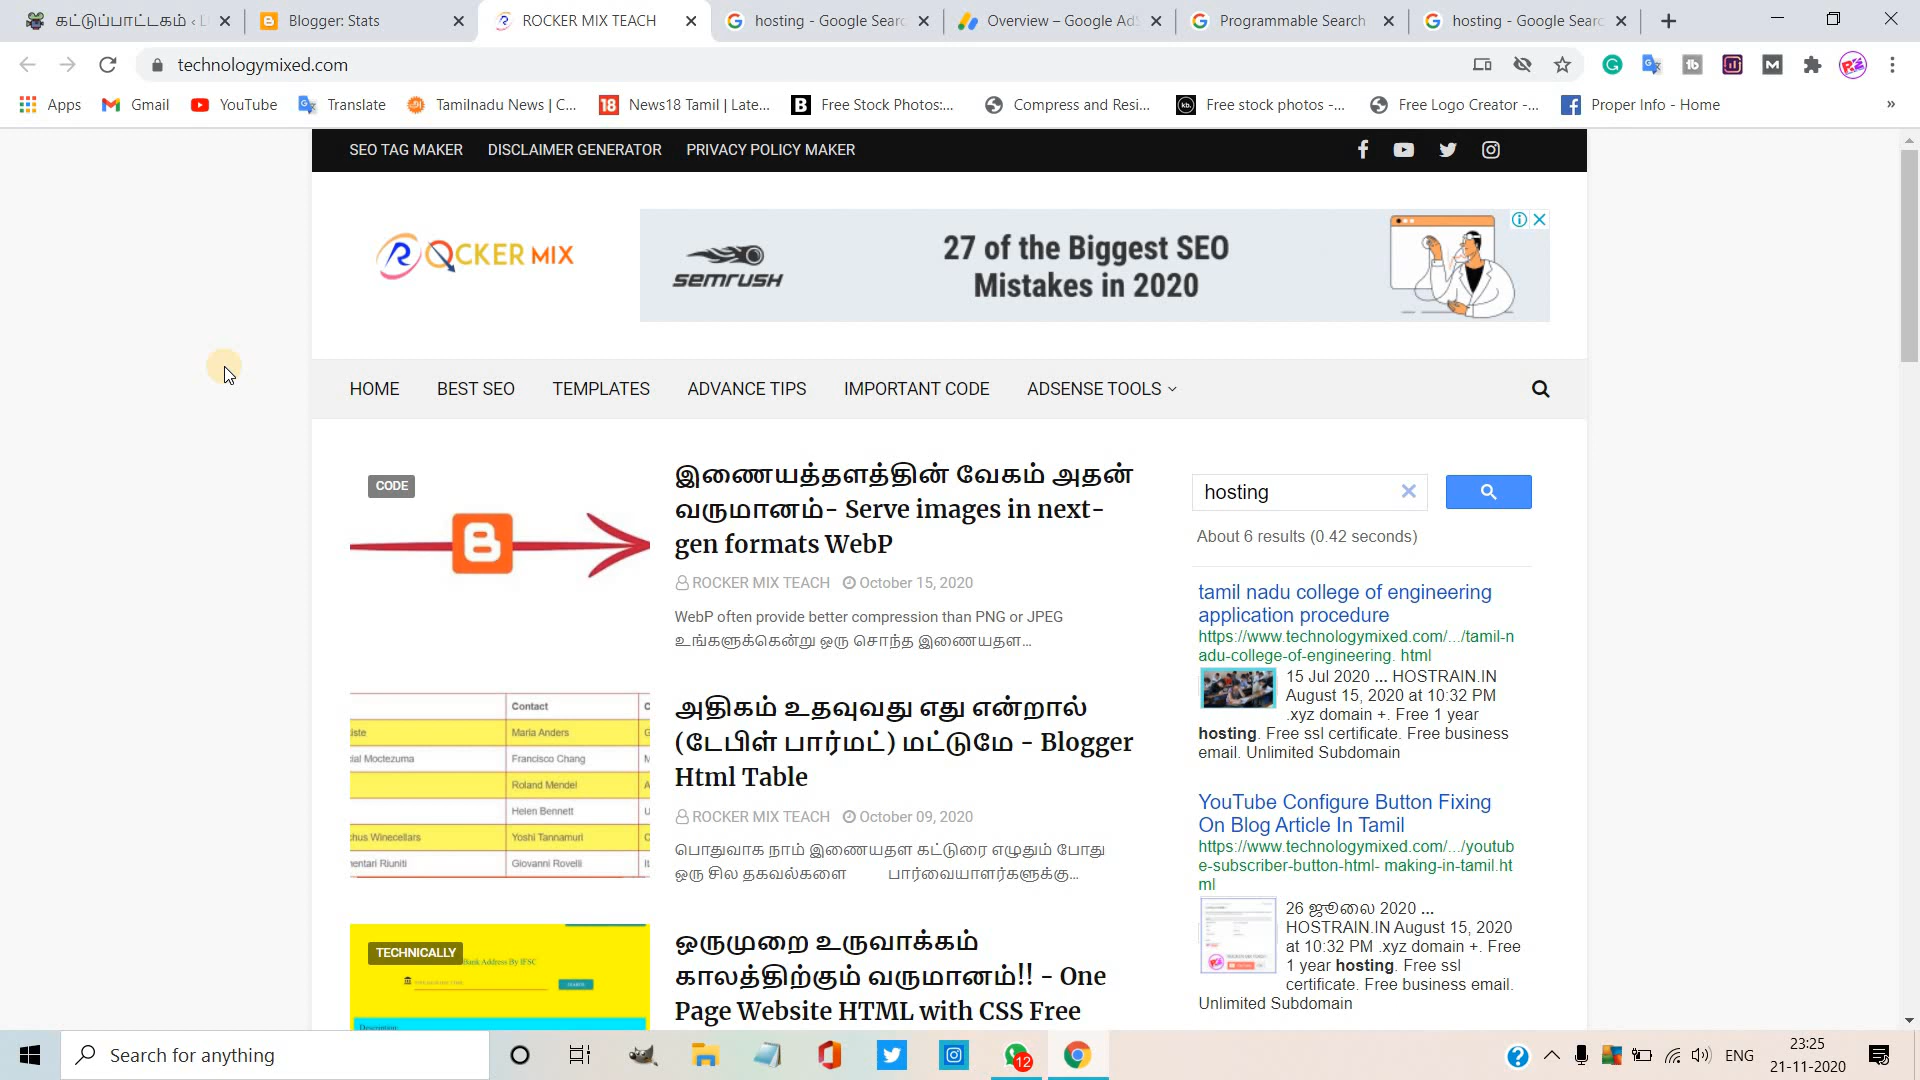 கட்டுப்பாட்டகம் ‹
Blogger: Stats
ROCKER MIX TEACH
hosting - Google Sear
Overview – Google Ad
Programmable Search
hosting - Google Sear
technologymixed.com
Apps
Gmail
YouTube
Translate
Tamilnadu News | C...
News18 Tamil | Late...
Free Stock Photos:...
Compress and Resi...
Free stock photos -...
Free Logo Creator -...
Proper Info - Home
SEO TAG MAKER
DISCLAIMER GENERATOR
PRIVACY POLICY MAKER
ROCKER MIX
SEMRUSH
27 of the Biggest SEO
Mistakes in 2020
HOME
BEST SEO
TEMPLATES
ADVANCE TIPS
IMPORTANT CODE
ADSENSE TOOLS
CODE
இணையத்தளத்தின் வேகம் அதன்
வருமானம்- Serve images in next-
gen formats WebP
ROCKER MIX TEACH October 15, 2020
WebP often provide better compression than PNG or JPEG
உங்களுக்கென்று ஒரு சொந்த இணையதள...
Contact
Maria Anders
Francisco Chang
Roland Mendel
Helen Bennett
Yoshi Tannamuri
Giovanni Rovelli
அதிகம் உதவுவது எது என்றால்
(டேபிள் பார்மட்) மட்டுமே - Blogger
Html Table
ROCKER MIX TEACH October 09, 2020
பொதுவாக நாம் இணையதள கட்டுரை எழுதும் போது
ஒரு சில தகவல்களை பார்வையாளர்களுக்கு...
TECHNICALLY
Bank Address By IFSC
ஒருமுறை உருவாக்கம்
காலத்திற்கும் வருமானம்!! - One
Page Website HTML with CSS Free
hosting
About 6 results (0.42 seconds)
tamil nadu college of engineering
application procedure
https://www.technologymixed.com/.../tamil-n
adu-college-of-engineering. html
15 Jul 2020 ... HOSTRAIN.IN
August 15, 2020 at 10:32 PM
.xyz domain +. Free 1 year
hosting. Free ssl certificate. Free business
email. Unlimited Subdomain
YouTube Configure Button Fixing
On Blog Article In Tamil
https://www.technologymixed.com/.../youtub
e-subscriber-button-html- making-in-tamil.ht
ml
26 ஜூலை 2020 ...
HOSTRAIN.IN August 15, 2020
at 10:32 PM .xyz domain +. Free
1 year hosting. Free ssl
certificate. Free business email.
Unlimited Subdomain
Search for anything
12
ENG
23:25
21-11-2020